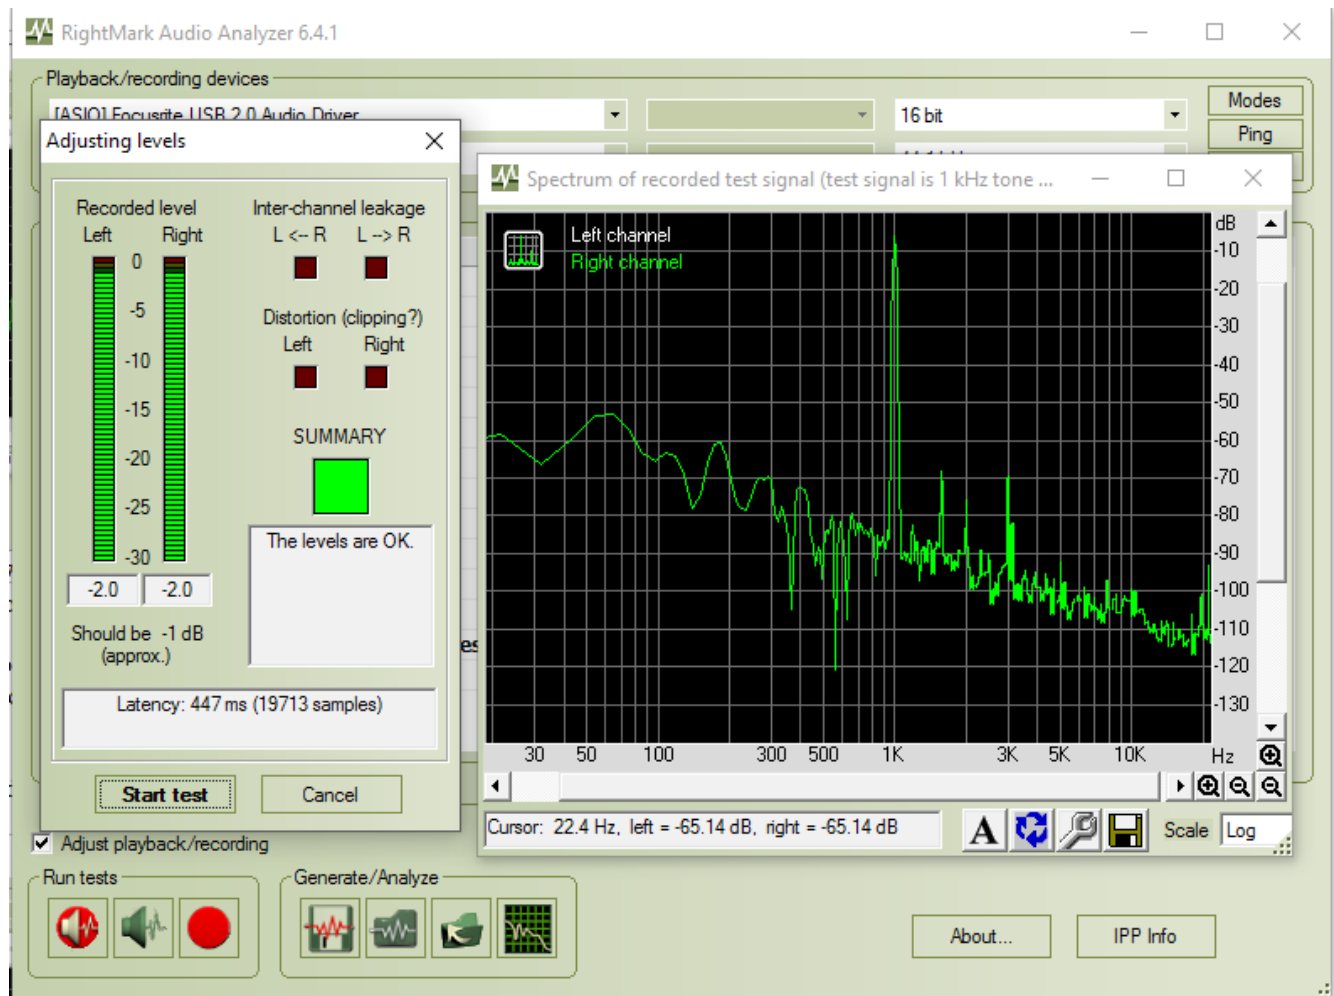 RightMark Audio Analyzer 6.4.1
Playback/recording devices
[ASIO] Focusrite USB 2.0 Audio Driver
16 bit
Modes
Ping
Adjusting levels
Recorded level
Left Right
0
-5
-10
-15
-20
-25
-30
-2.0 -2.0
Should be -1 dB
(approx.)
Inter-channel leakage
L <-- R L --> R
Distortion (clipping?)
Left Right
SUMMARY
The levels are OK.
Latency: 447 ms (19713 samples)
Start test Cancel
Spectrum of recorded test signal (test signal is 1 kHz tone ...
Left channel
Right channel
dB
-10
-20
-30
-40
-50
-60
-70
-80
-90
-100
-110
-120
-130
30 50 100 300 500 1K 3K 5K 10K Hz
Cursor: 22.4 Hz, left = -65.14 dB, right = -65.14 dB
A
Scale Log
Adjust playback/recording
Run tests
Generate/Analyze
About...
IPP Info